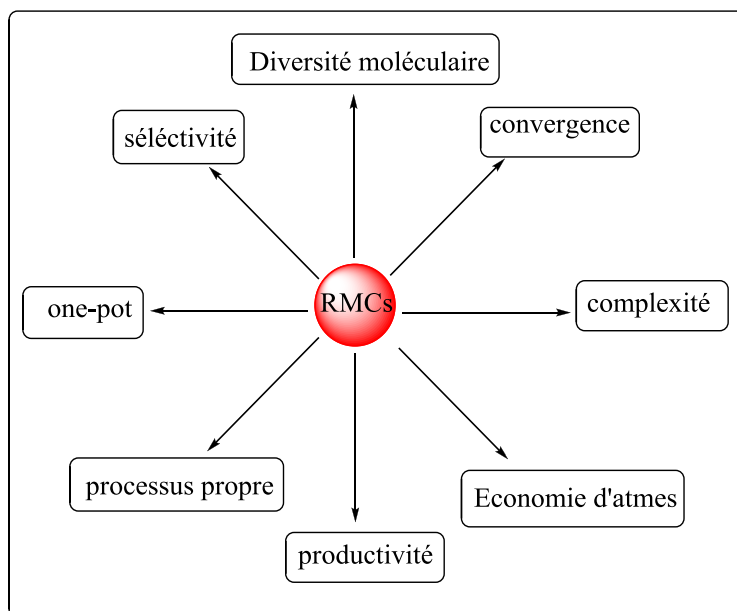 Diversité moléculaire
convergence
séléctivité
one-pot
RMCs
complexité
processus propre
Economie d'atmes
productivité